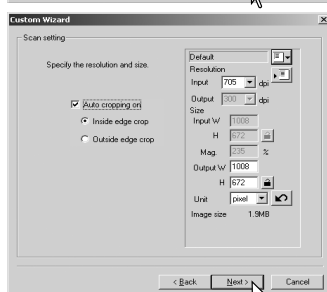 Custom Wizard
Scan setting
Specify the resolution and size.
Auto cropping on
Inside edge crop
Outside edge crop
Default
Resolution
Input 705 dpi
Output 300 dpi
Size
Input W 1008
H 672
Mag. 235 %
Output W 1008
H 672
Unit pixel
Image size 1.9MB
< Back
Next >
Cancel